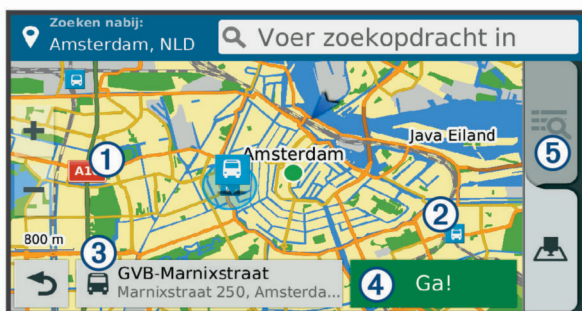 Zoeken nabij:
Amsterdam, NLD
Voer zoekopdracht in
Java Eiland
Amsterdam
1
5
A1
2
800 m
3
GVB-Marnixstraat
Marnixstraat 250, Amsterda...
4
Ga!